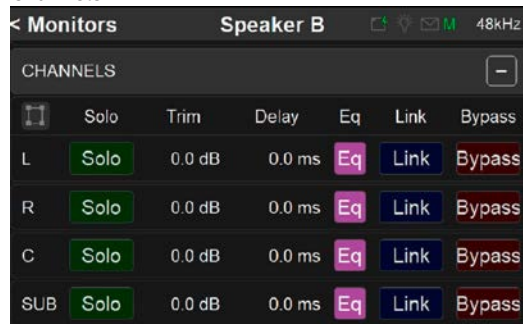 < Monitors Speaker B M 48kHz
CHANNELS −
Solo Trim Delay Eq Link Bypass
L Solo 0.0 dB 0.0 ms Eq Link Bypass
R Solo 0.0 dB 0.0 ms Eq Link Bypass
C Solo 0.0 dB 0.0 ms Eq Link Bypass
SUB Solo 0.0 dB 0.0 ms Eq Link Bypass